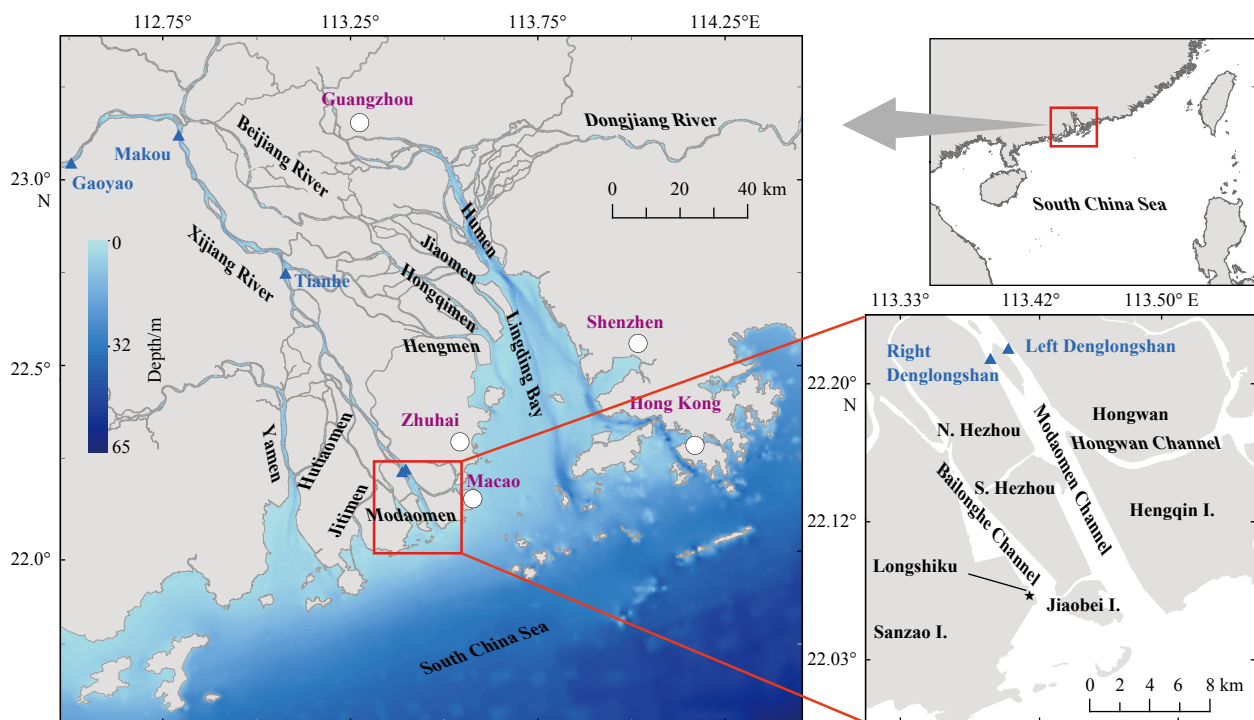 112.75°
113.25°
113.75°
114.25°E
23.0°
N
22.5°
22.0°
Guangzhou
Beijiang River
Dongjiang River
Makou
Gaoyao
0 20 40 km
Humen
Xijiang River
Jiaomen
Tianhe
Hongqimen
0
32
65
Depth/m
Lingding Bay
Shenzhen
Hengmen
Hong Kong
Zhuhai
Yamen
Hutiaomen
Macao
Jitimen
Modaomen
South China Sea
South China Sea
113.33°
113.42°
113.50° E
22.20°
N
22.12°
22.03°
Right
Denglongshan
Left Denglongshan
Hongwan
N. Hezhou
Modaomen Channel
Hongwan Channel
S. Hezhou
Bailonghe Channel
Hengqin I.
Longshiku
Jiaobei I.
Sanzao I.
0 2 4 6 8 km